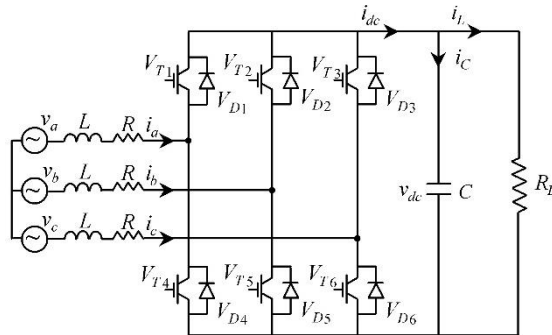 i_dc i_L
V_T1 V_T2 V_T3 i_C
V_D1 V_D2 V_D3
v_a L R i_a
v_b L R i_b
v_dc C
v_c L R i_c
V_T4 V_T5 V_T6
V_D4 V_D5 V_D6